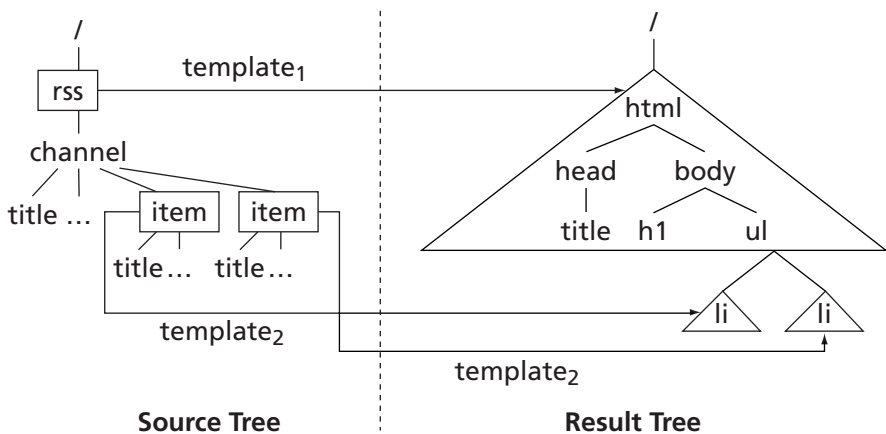 / /
template₁
rss
html
channel
head body
title … item item
title h1 ul
title … title …
li li
template₂
template₂
Source Tree Result Tree